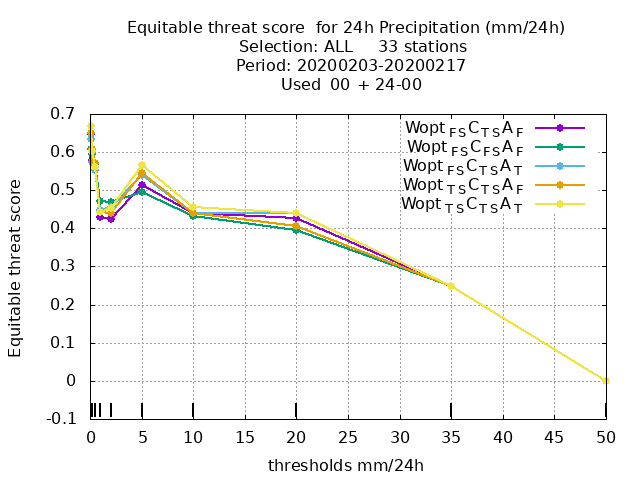 Equitable threat score  for 24h Precipitation (mm/24h)
Selection: ALL     33 stations
Period: 20200203-20200217
Used  00 + 24-00
Equitable threat score
0.7
0.6
0.5
0.4
0.3
0.2
0.1
0
-0.1
Wopt FS C TS A F
Wopt FS C FS A F
Wopt FS C TS A T
Wopt TS C TS A F
Wopt TS C TS A T
0 5 10 15 20 25 30 35 40 45 50
thresholds mm/24h